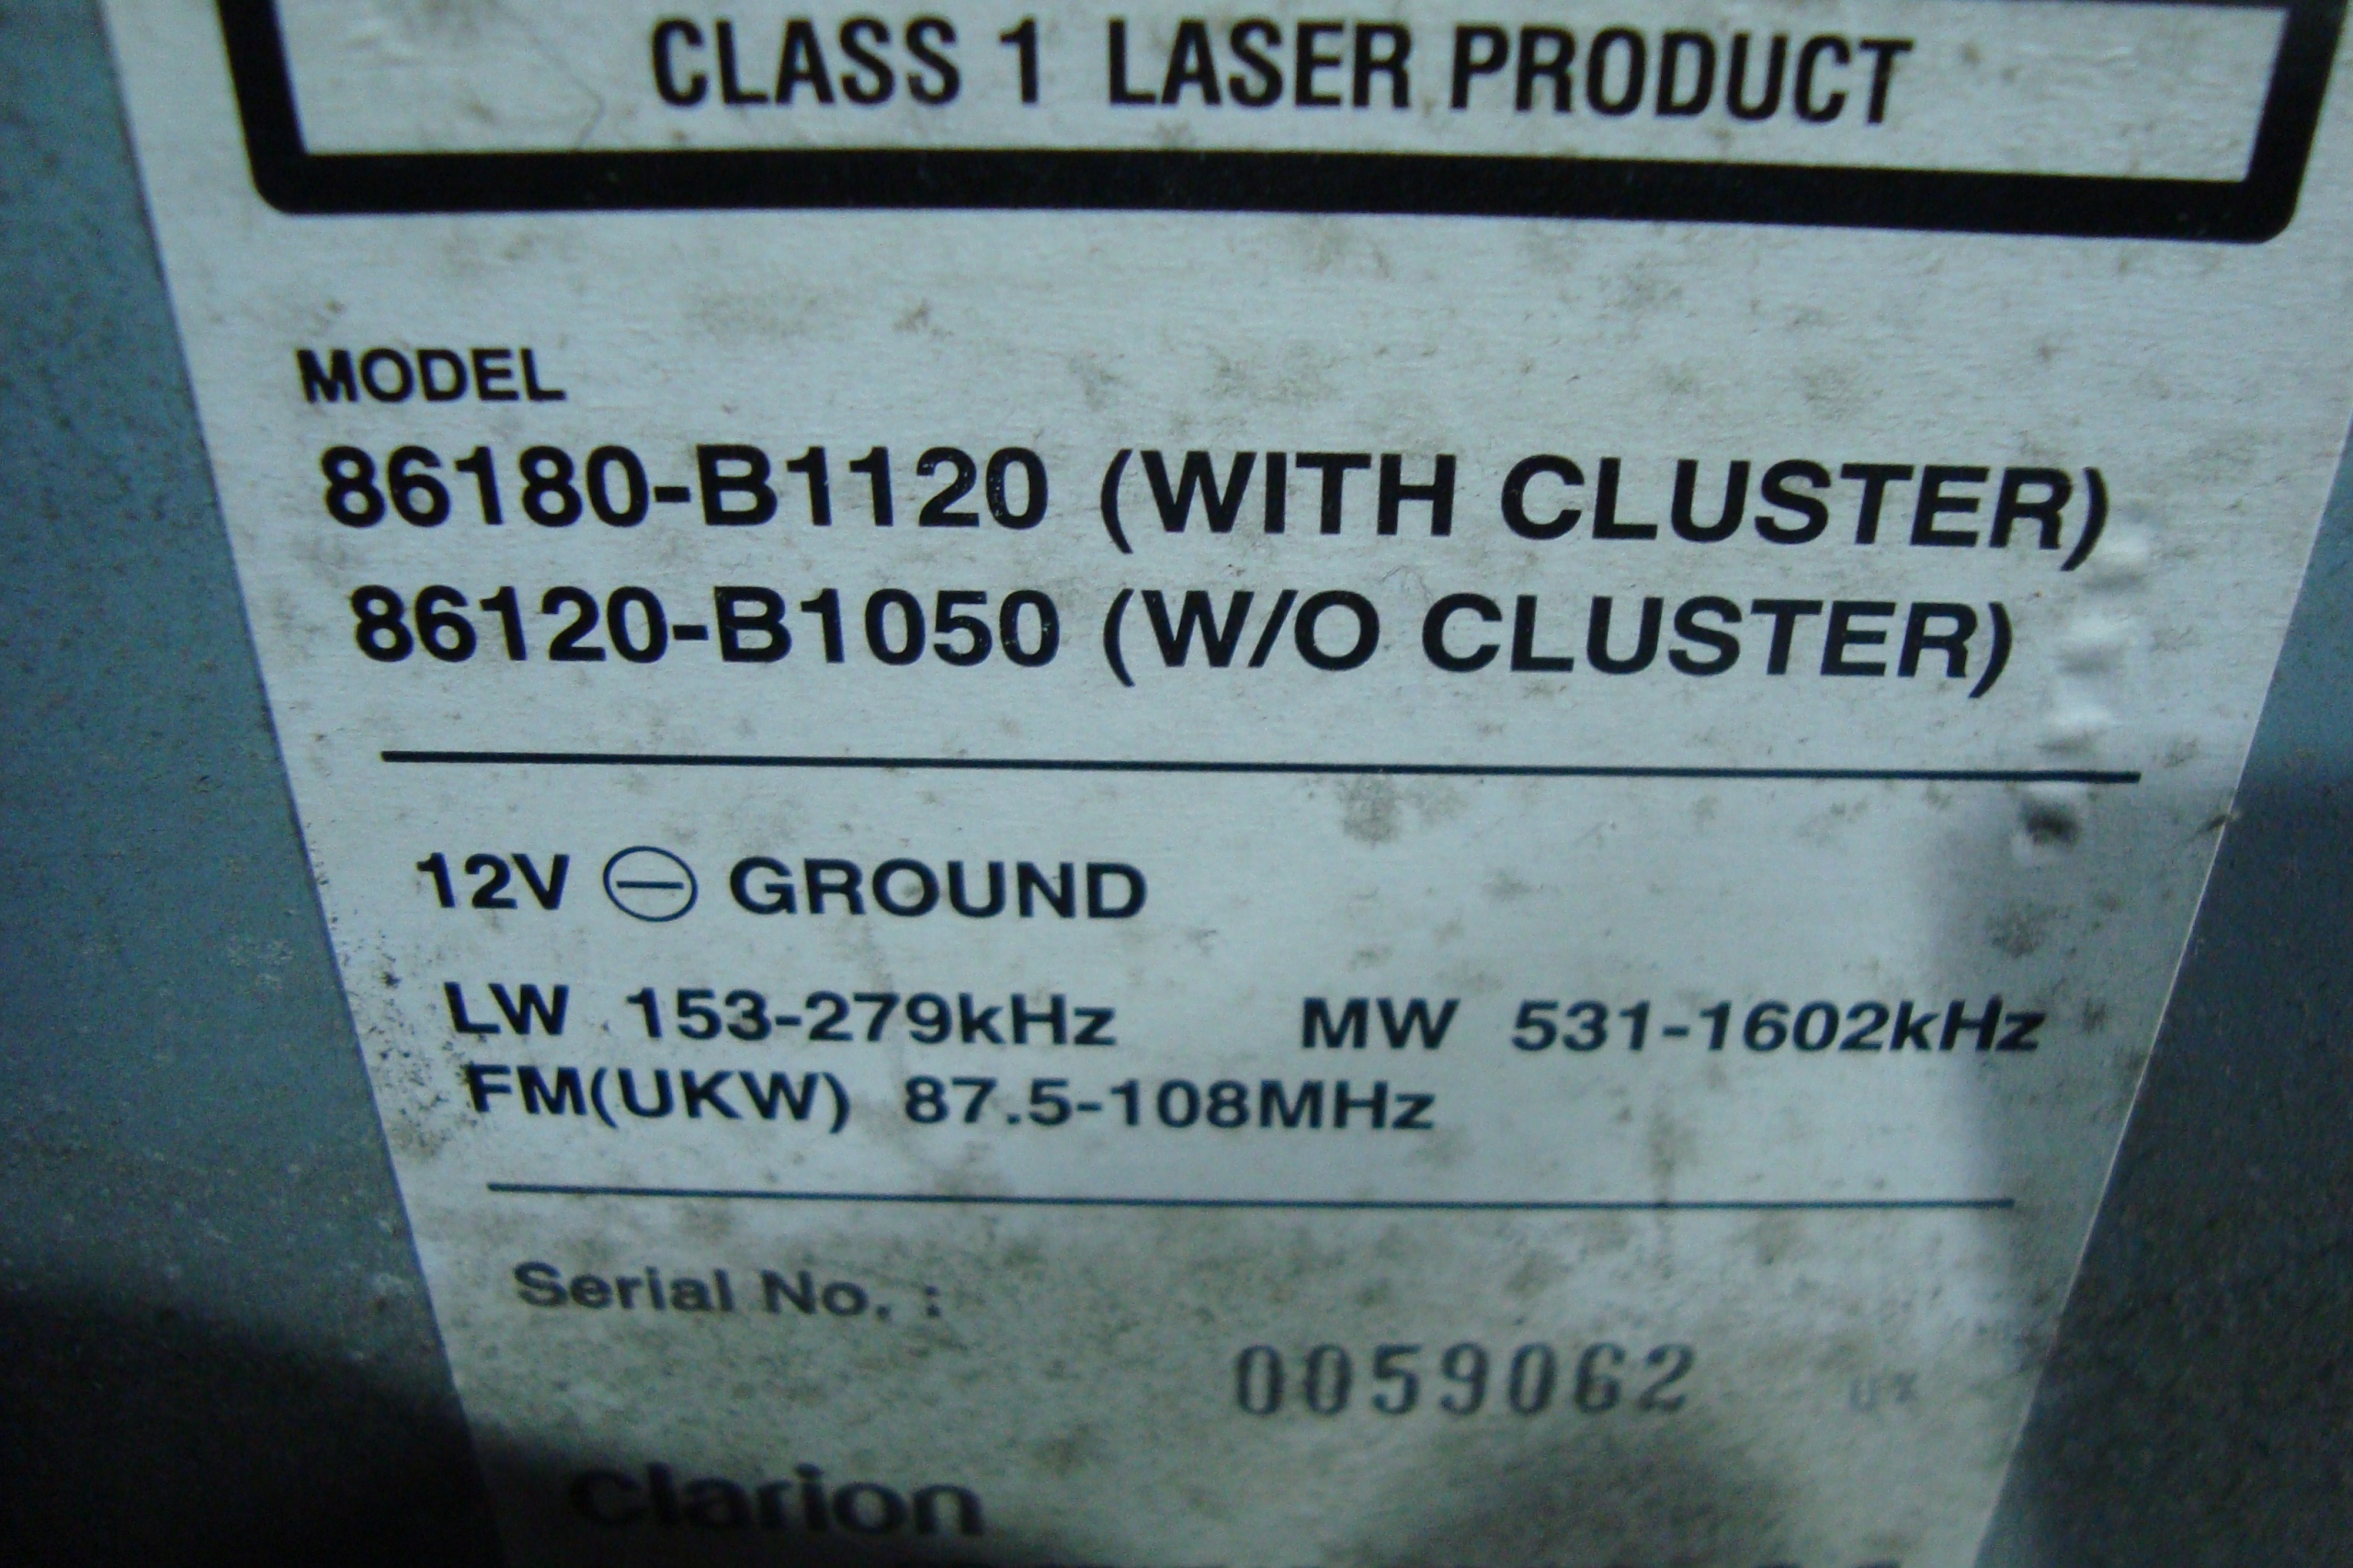 CLASS 1 LASER PRODUCT
MODEL
86180-B1120 (WITH CLUSTER)
86120-B1050 (W/O CLUSTER)
12V ⊖ GROUND
LW 153-279kHz MW 531-1602kHz
FM(UKW) 87.5-108MHz
Serial No. :
0059062
Clarion